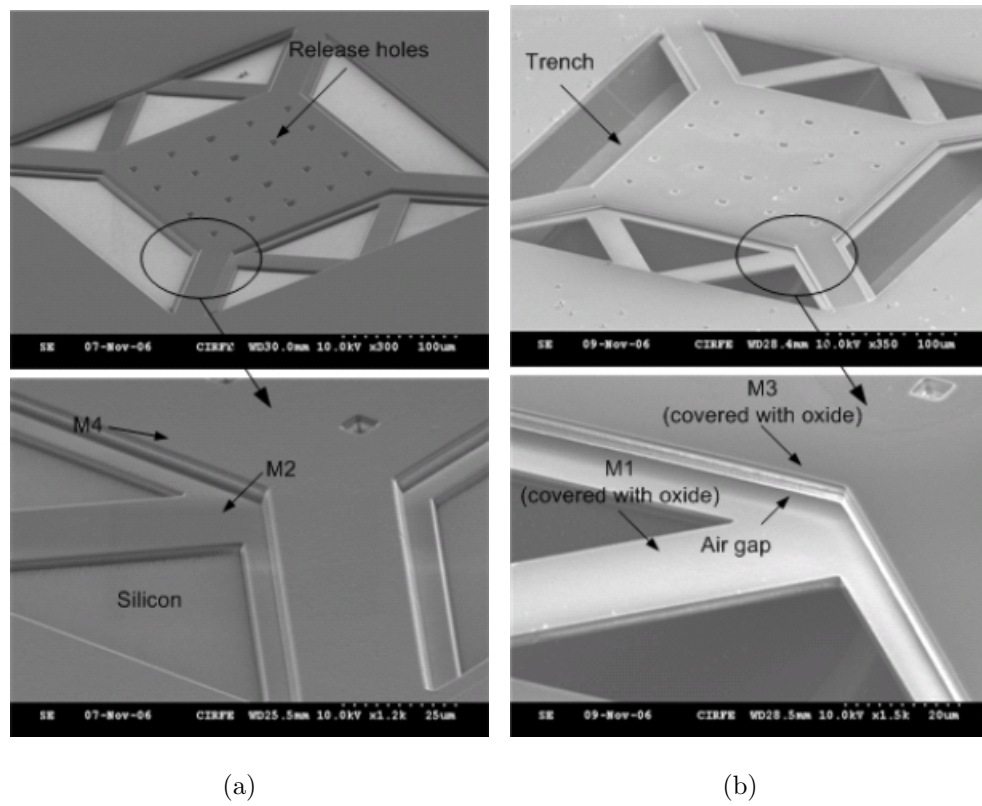 Release holes
SE 07-Nov-06 CIRFE WD30.0mm 10.0kV x300 100um
M4
M2
Silicon
SE 07-Nov-06 CIRFE WD25.5mm 10.0kV x1.2k 25um
(a)
Trench
SE 09-Nov-06 CIRFE WD28.4mm 10.0kV x350 100um
M3
(covered with oxide)
M1
(covered with oxide)
Air gap
SE 09-Nov-06 CIRFE WD28.5mm 10.0kV x1.5k 20um
(b)